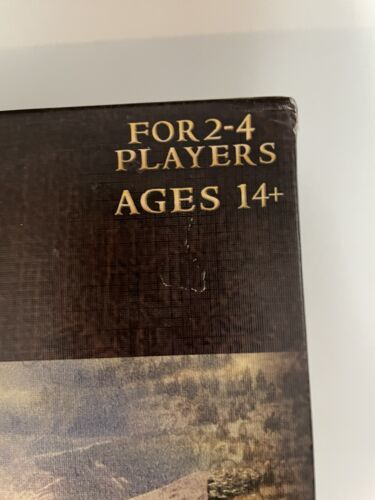 FOR 2-4
PLAYERS
AGES 14+